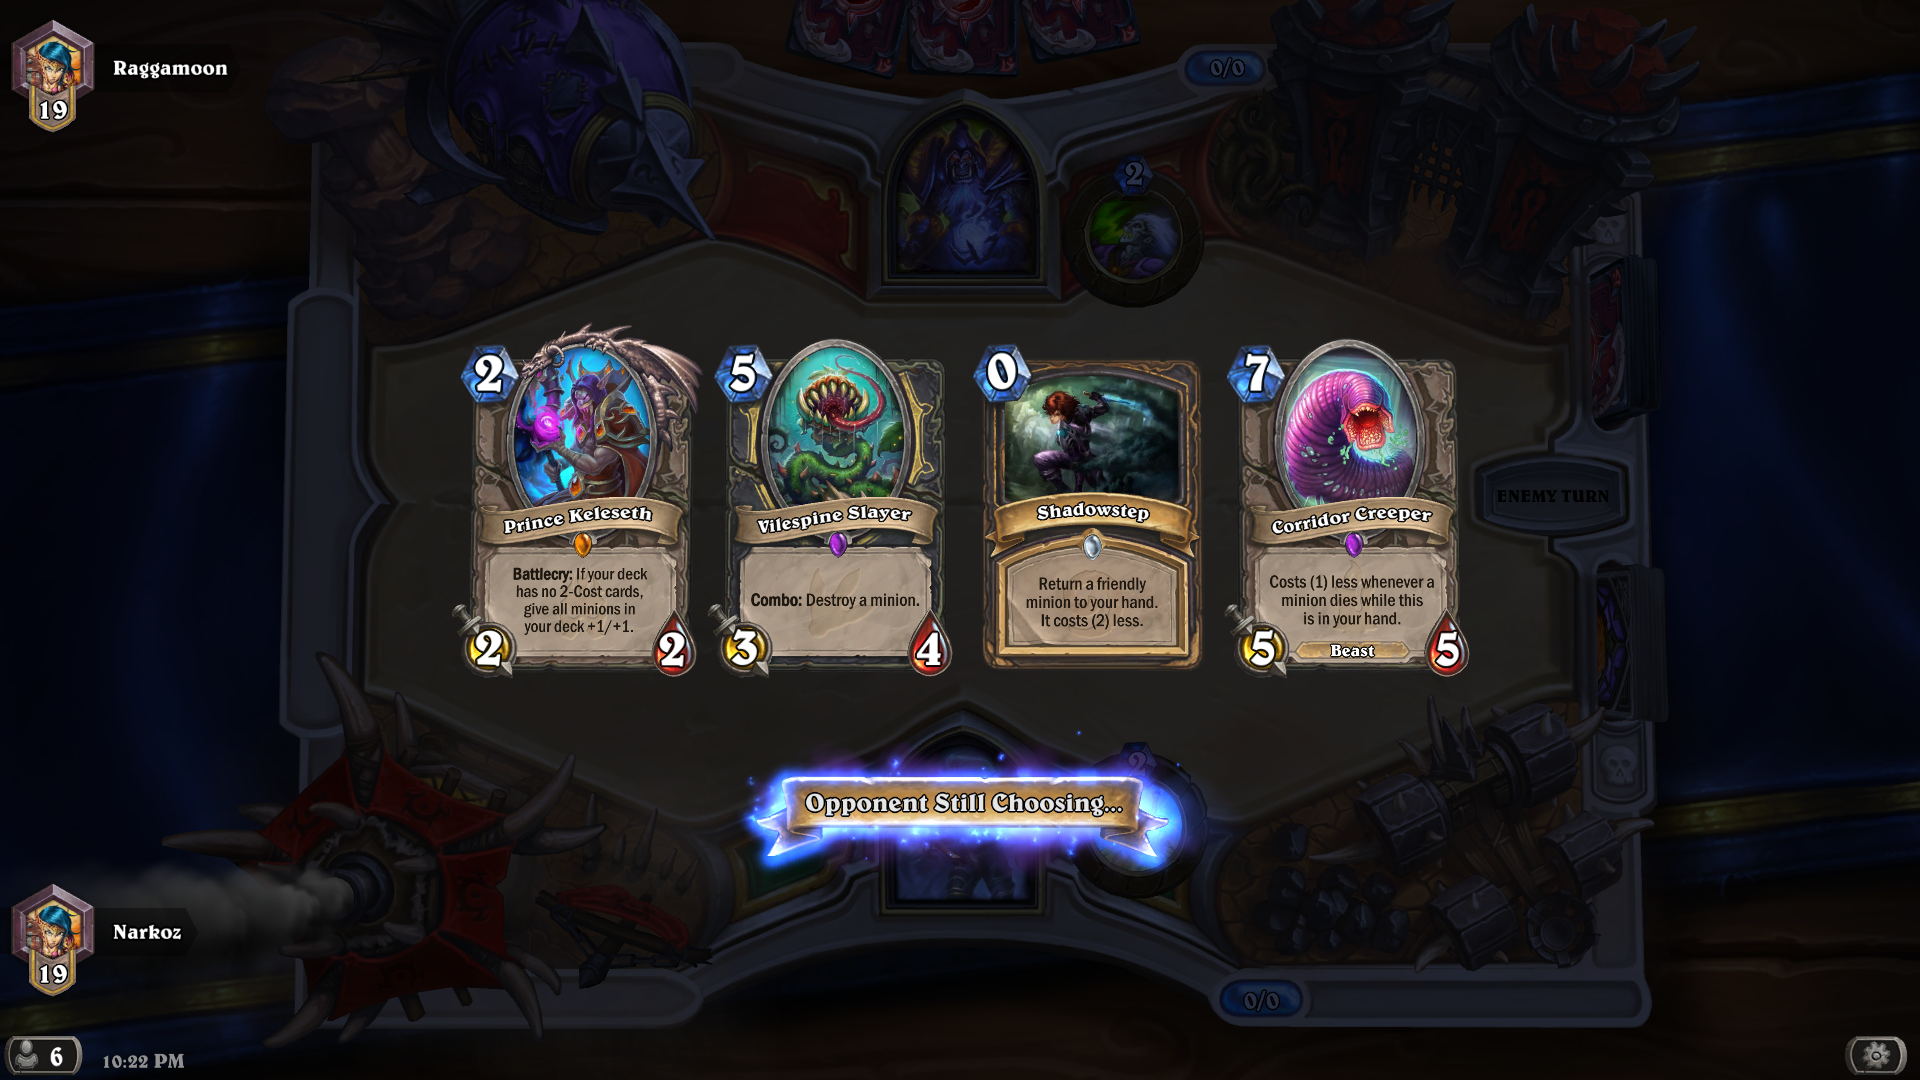 Raggamoon
19
0/0
2
2
Prince Keleseth
Battlecry: If your deck
has no 2-Cost cards,
give all minions in
your deck +1/+1.
2
2
5
Vilespine Slayer
Combo: Destroy a minion.
3
4
0
Shadowstep
Return a friendly
minion to your hand.
It costs (2) less.
7
Corridor Creeper
Costs (1) less whenever a
minion dies while this
is in your hand.
Beast
5
5
ENEMY TURN
2
Opponent Still Choosing...
Narkoz
19
0/0
6
10:22 PM